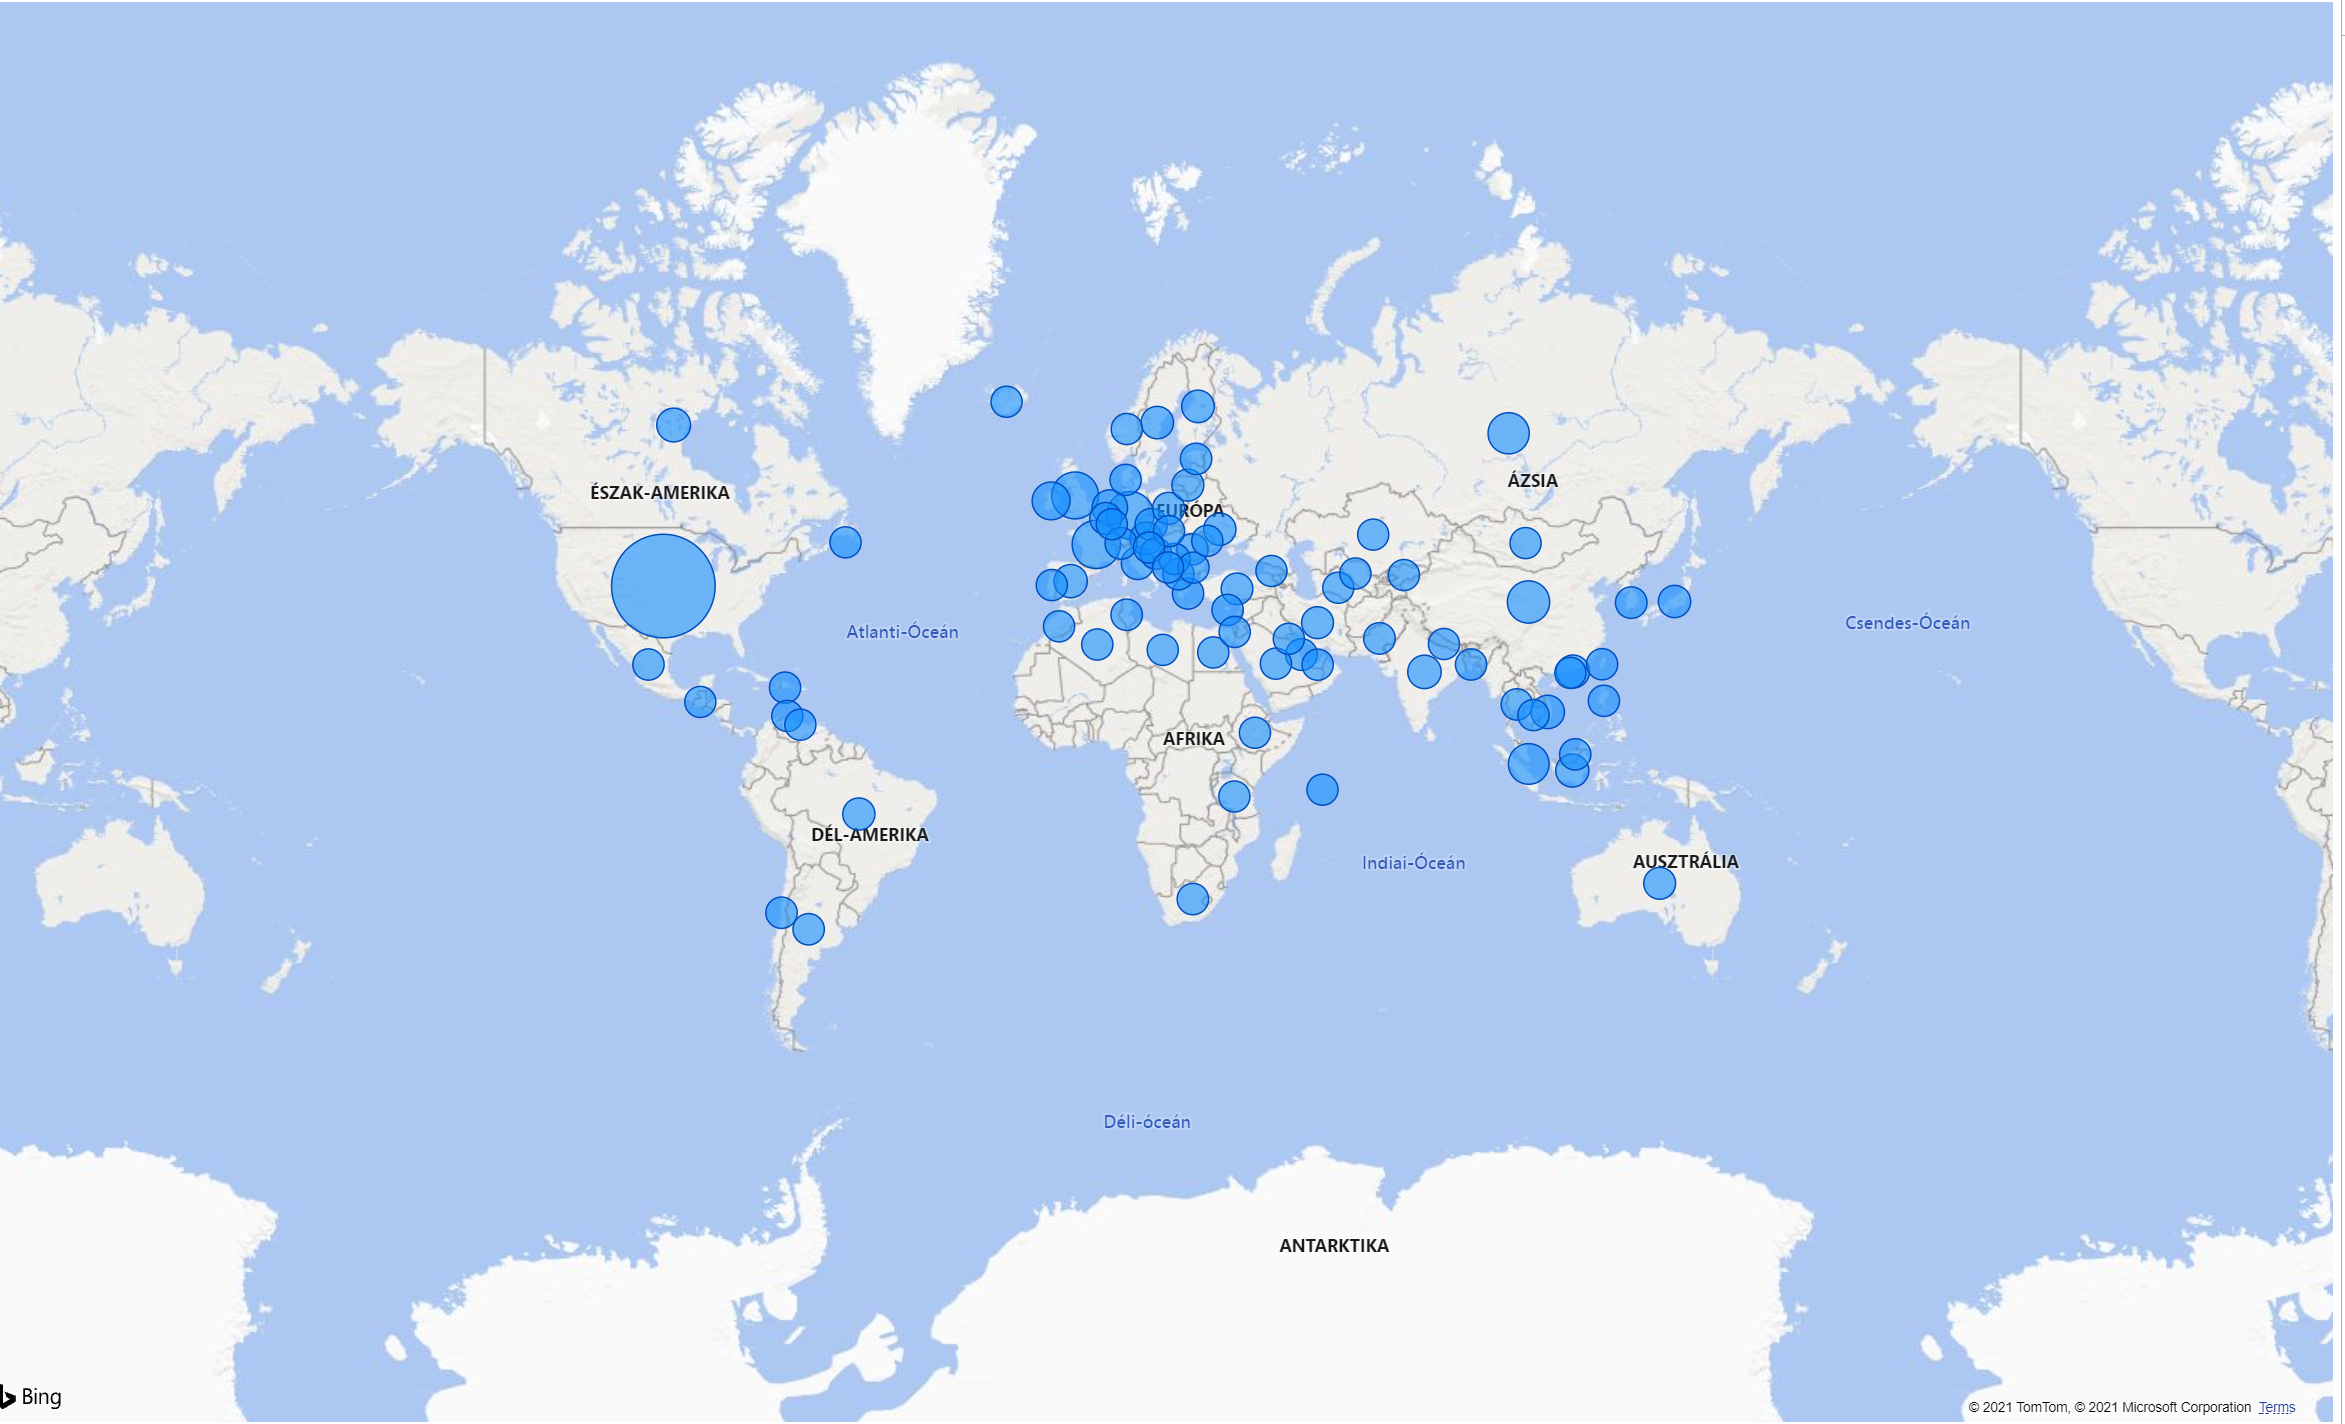 ÉSZAK-AMERIKA
ÁZSIA
EURÓPA
Atlanti-Óceán
Csendes-Óceán
AFRIKA
DÉL-AMERIKA
Indiai-Óceán
AUSZTRÁLIA
Déli-óceán
ANTARKTIKA
Bing
© 2021 TomTom, © 2021 Microsoft Corporation Terms